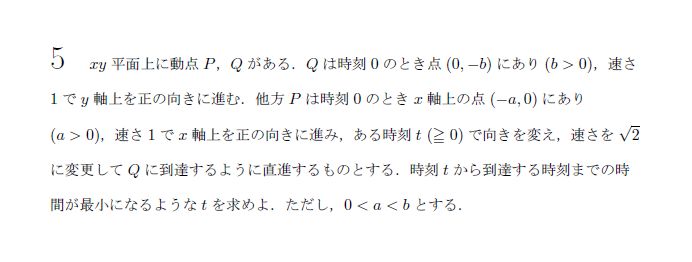 5 xy 平面上に動点 P，Q がある．Q は時刻 0 のとき点 (0, −b) にあり (b > 0)，速さ
1 で y 軸上を正の向きに進む．他方 P は時刻 0 のとき x 軸上の点 (−a, 0) にあり
(a > 0)，速さ 1 で x 軸上を正の向きに進み，ある時刻 t (≧ 0) で向きを変え，速さを √2
に変更して Q に到達するように直進するものとする．時刻 t から到達する時刻までの時
間が最小になるような t を求めよ．ただし，0 < a < b とする．